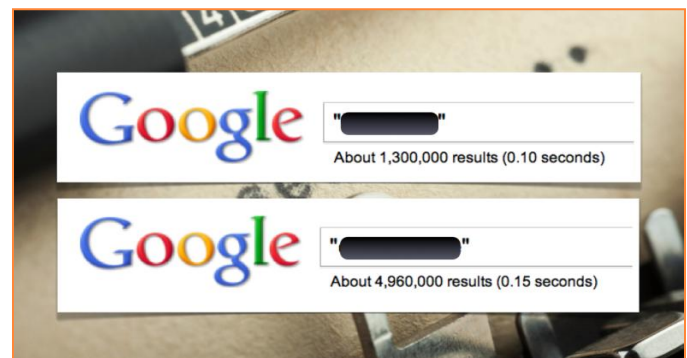 Google
"
"
About 1,300,000 results (0.10 seconds)
Google
"
"
About 4,960,000 results (0.15 seconds)